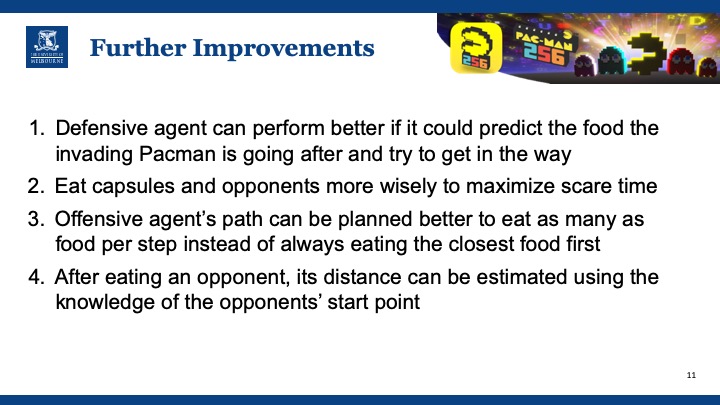 THE UNIVERSITY OF
MELBOURNE
Further Improvements
256
PAC-MAN
256
1. Defensive agent can perform better if it could predict the food the
invading Pacman is going after and try to get in the way
2. Eat capsules and opponents more wisely to maximize scare time
3. Offensive agent’s path can be planned better to eat as many as
food per step instead of always eating the closest food first
4. After eating an opponent, its distance can be estimated using the
knowledge of the opponents’ start point
11